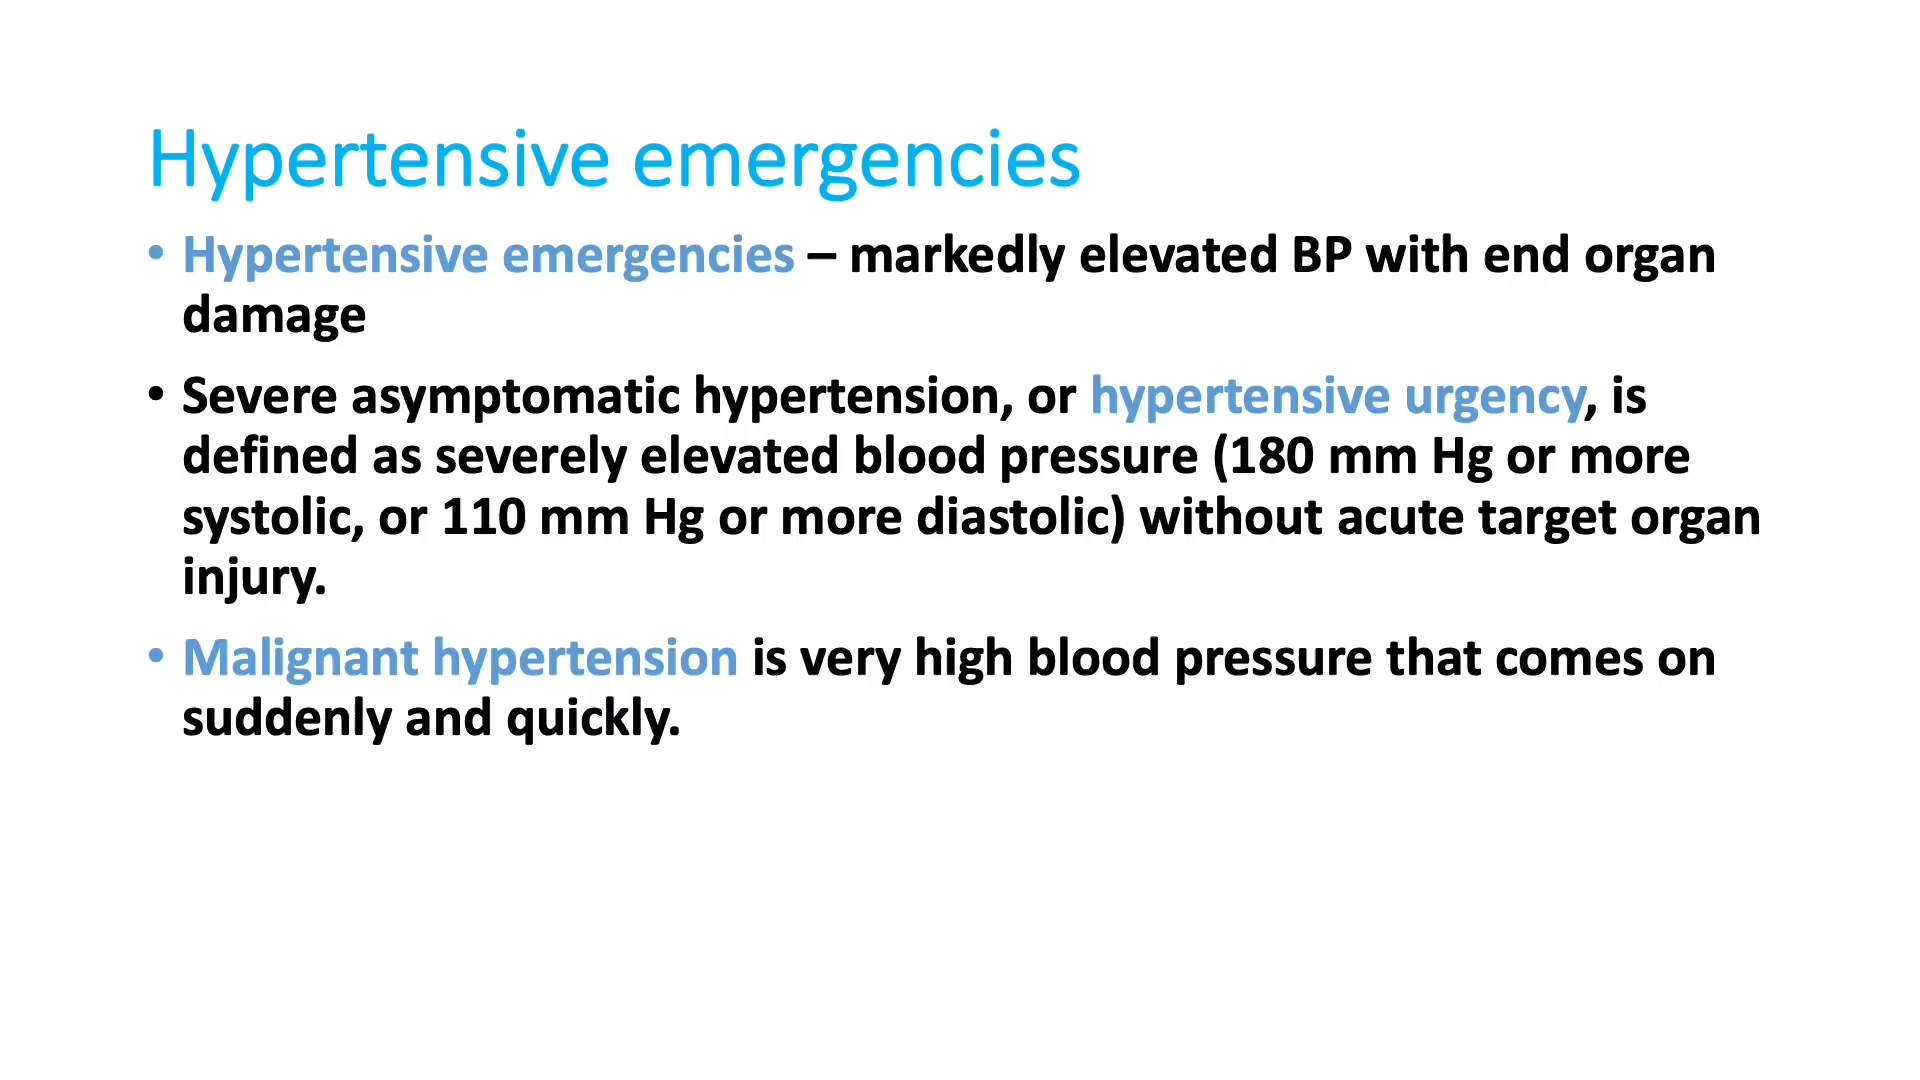 Hypertensive emergencies
• Hypertensive emergencies – markedly elevated BP with end organ
damage
• Severe asymptomatic hypertension, or hypertensive urgency, is
defined as severely elevated blood pressure (180 mm Hg or more
systolic, or 110 mm Hg or more diastolic) without acute target organ
injury.
• Malignant hypertension is very high blood pressure that comes on
suddenly and quickly.